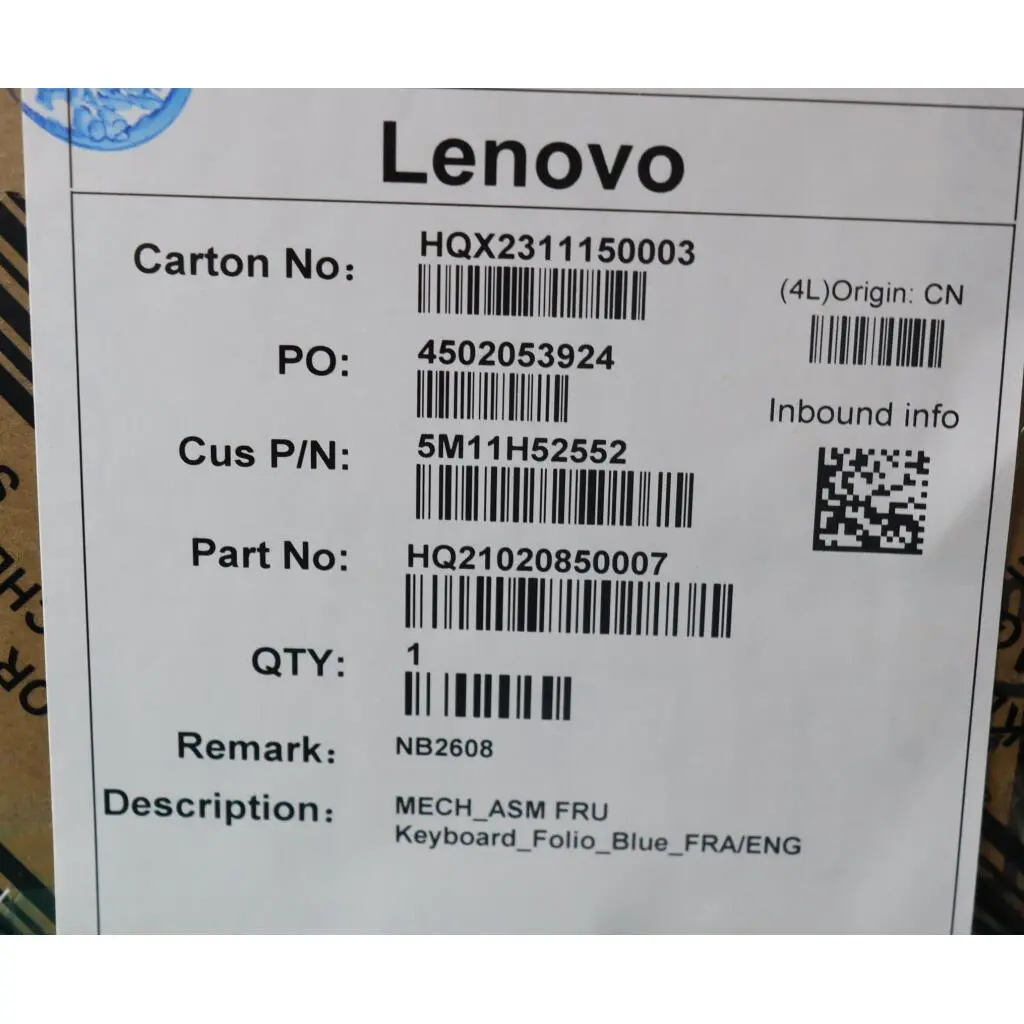 Lenovo
Carton No: HQX2311150003
(4L)Origin: CN
PO: 4502053924
Inbound info
Cus P/N: 5M11H52552
Part No: HQ21020850007
QTY: 1
Remark: NB2608
Description: MECH_ASM FRU
Keyboard_Folio_Blue_FRA/ENG